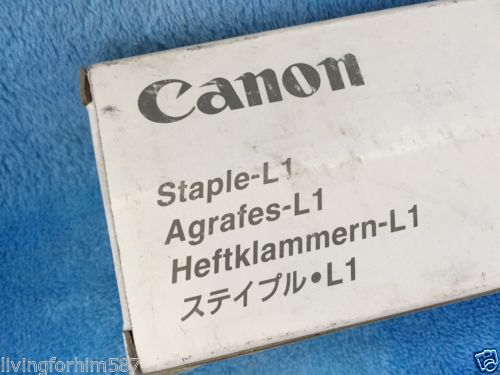 Canon
Staple-L1
Agrafes-L1
Heftklammern-L1
ステイプル•L1
livingforhim587